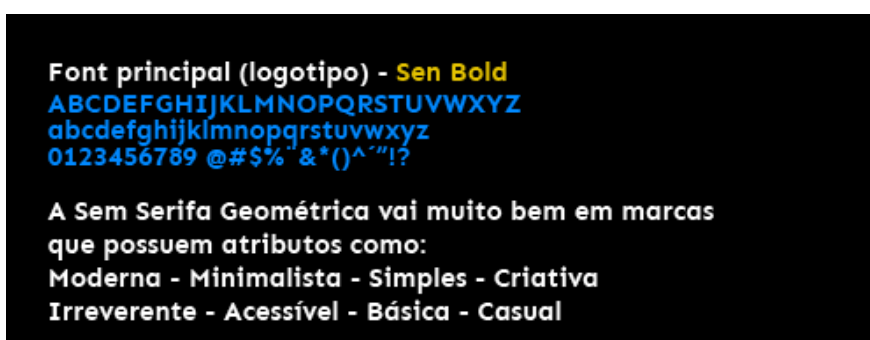 Font principal (logotipo) - Sen Bold
ABCDEFGHIJKLMNOPQRSTUVWXYZ
abcdefghijklmnopqrstuvwxyz
0123456789 @#$%¨&*()^´"!?
A Sem Serifa Geométrica vai muito bem em marcas
que possuem atributos como:
Moderna - Minimalista - Simples - Criativa
Irreverente - Acessível - Básica - Casual